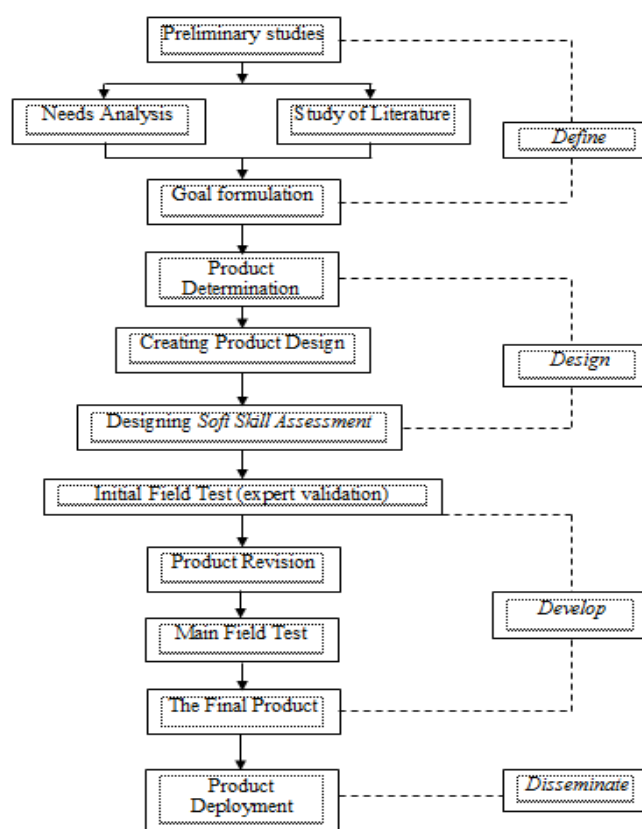 Preliminary studies
Needs Analysis
Study of Literature
Define
Goal formulation
Product
Determination
Creating Product Design
Design
Designing Soft Skill Assessment
Initial Field Test (expert validation)
Product Revision
Develop
Main Field Test
The Final Product
Product
Deployment
Disseminate